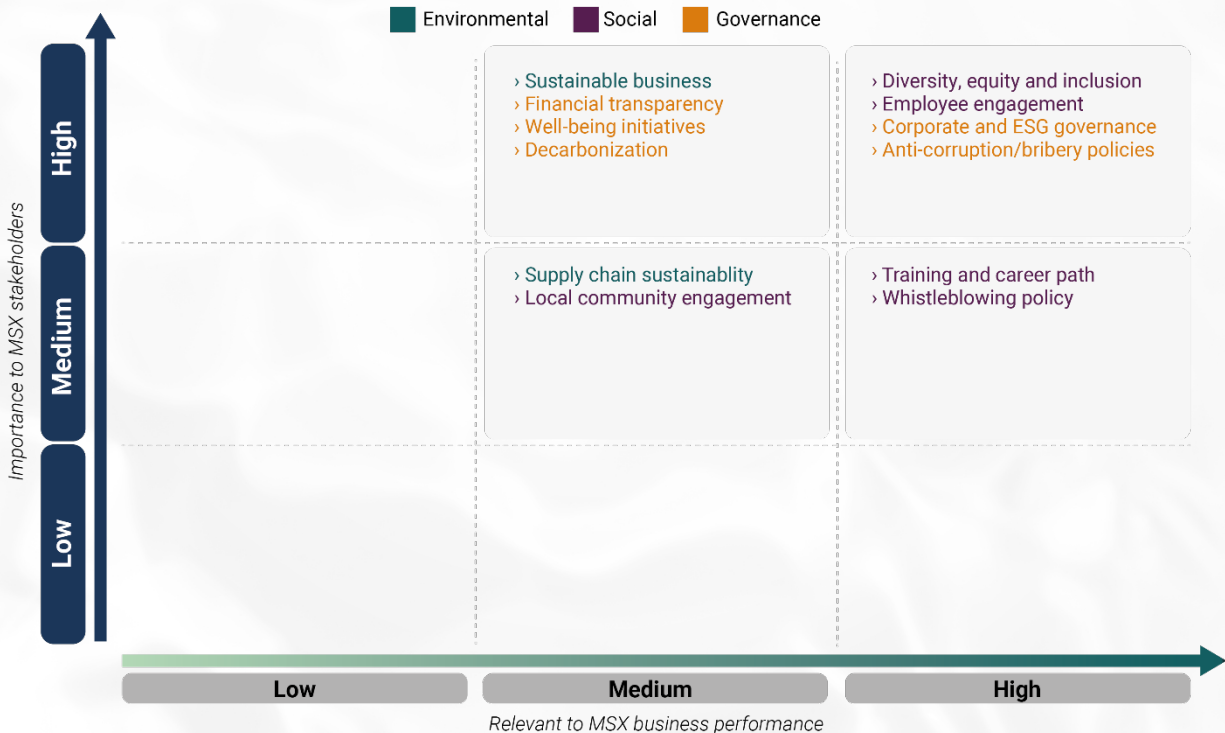 Environmental Social Governance
› Sustainable business
› Financial transparency
› Well-being initiatives
› Decarbonization
› Diversity, equity and inclusion
› Employee engagement
› Corporate and ESG governance
› Anti-corruption/bribery policies
› Supply chain sustainablity
› Local community engagement
› Training and career path
› Whistleblowing policy
Importance to MSX stakeholders
High
Medium
Low
Low Medium High
Relevant to MSX business performance